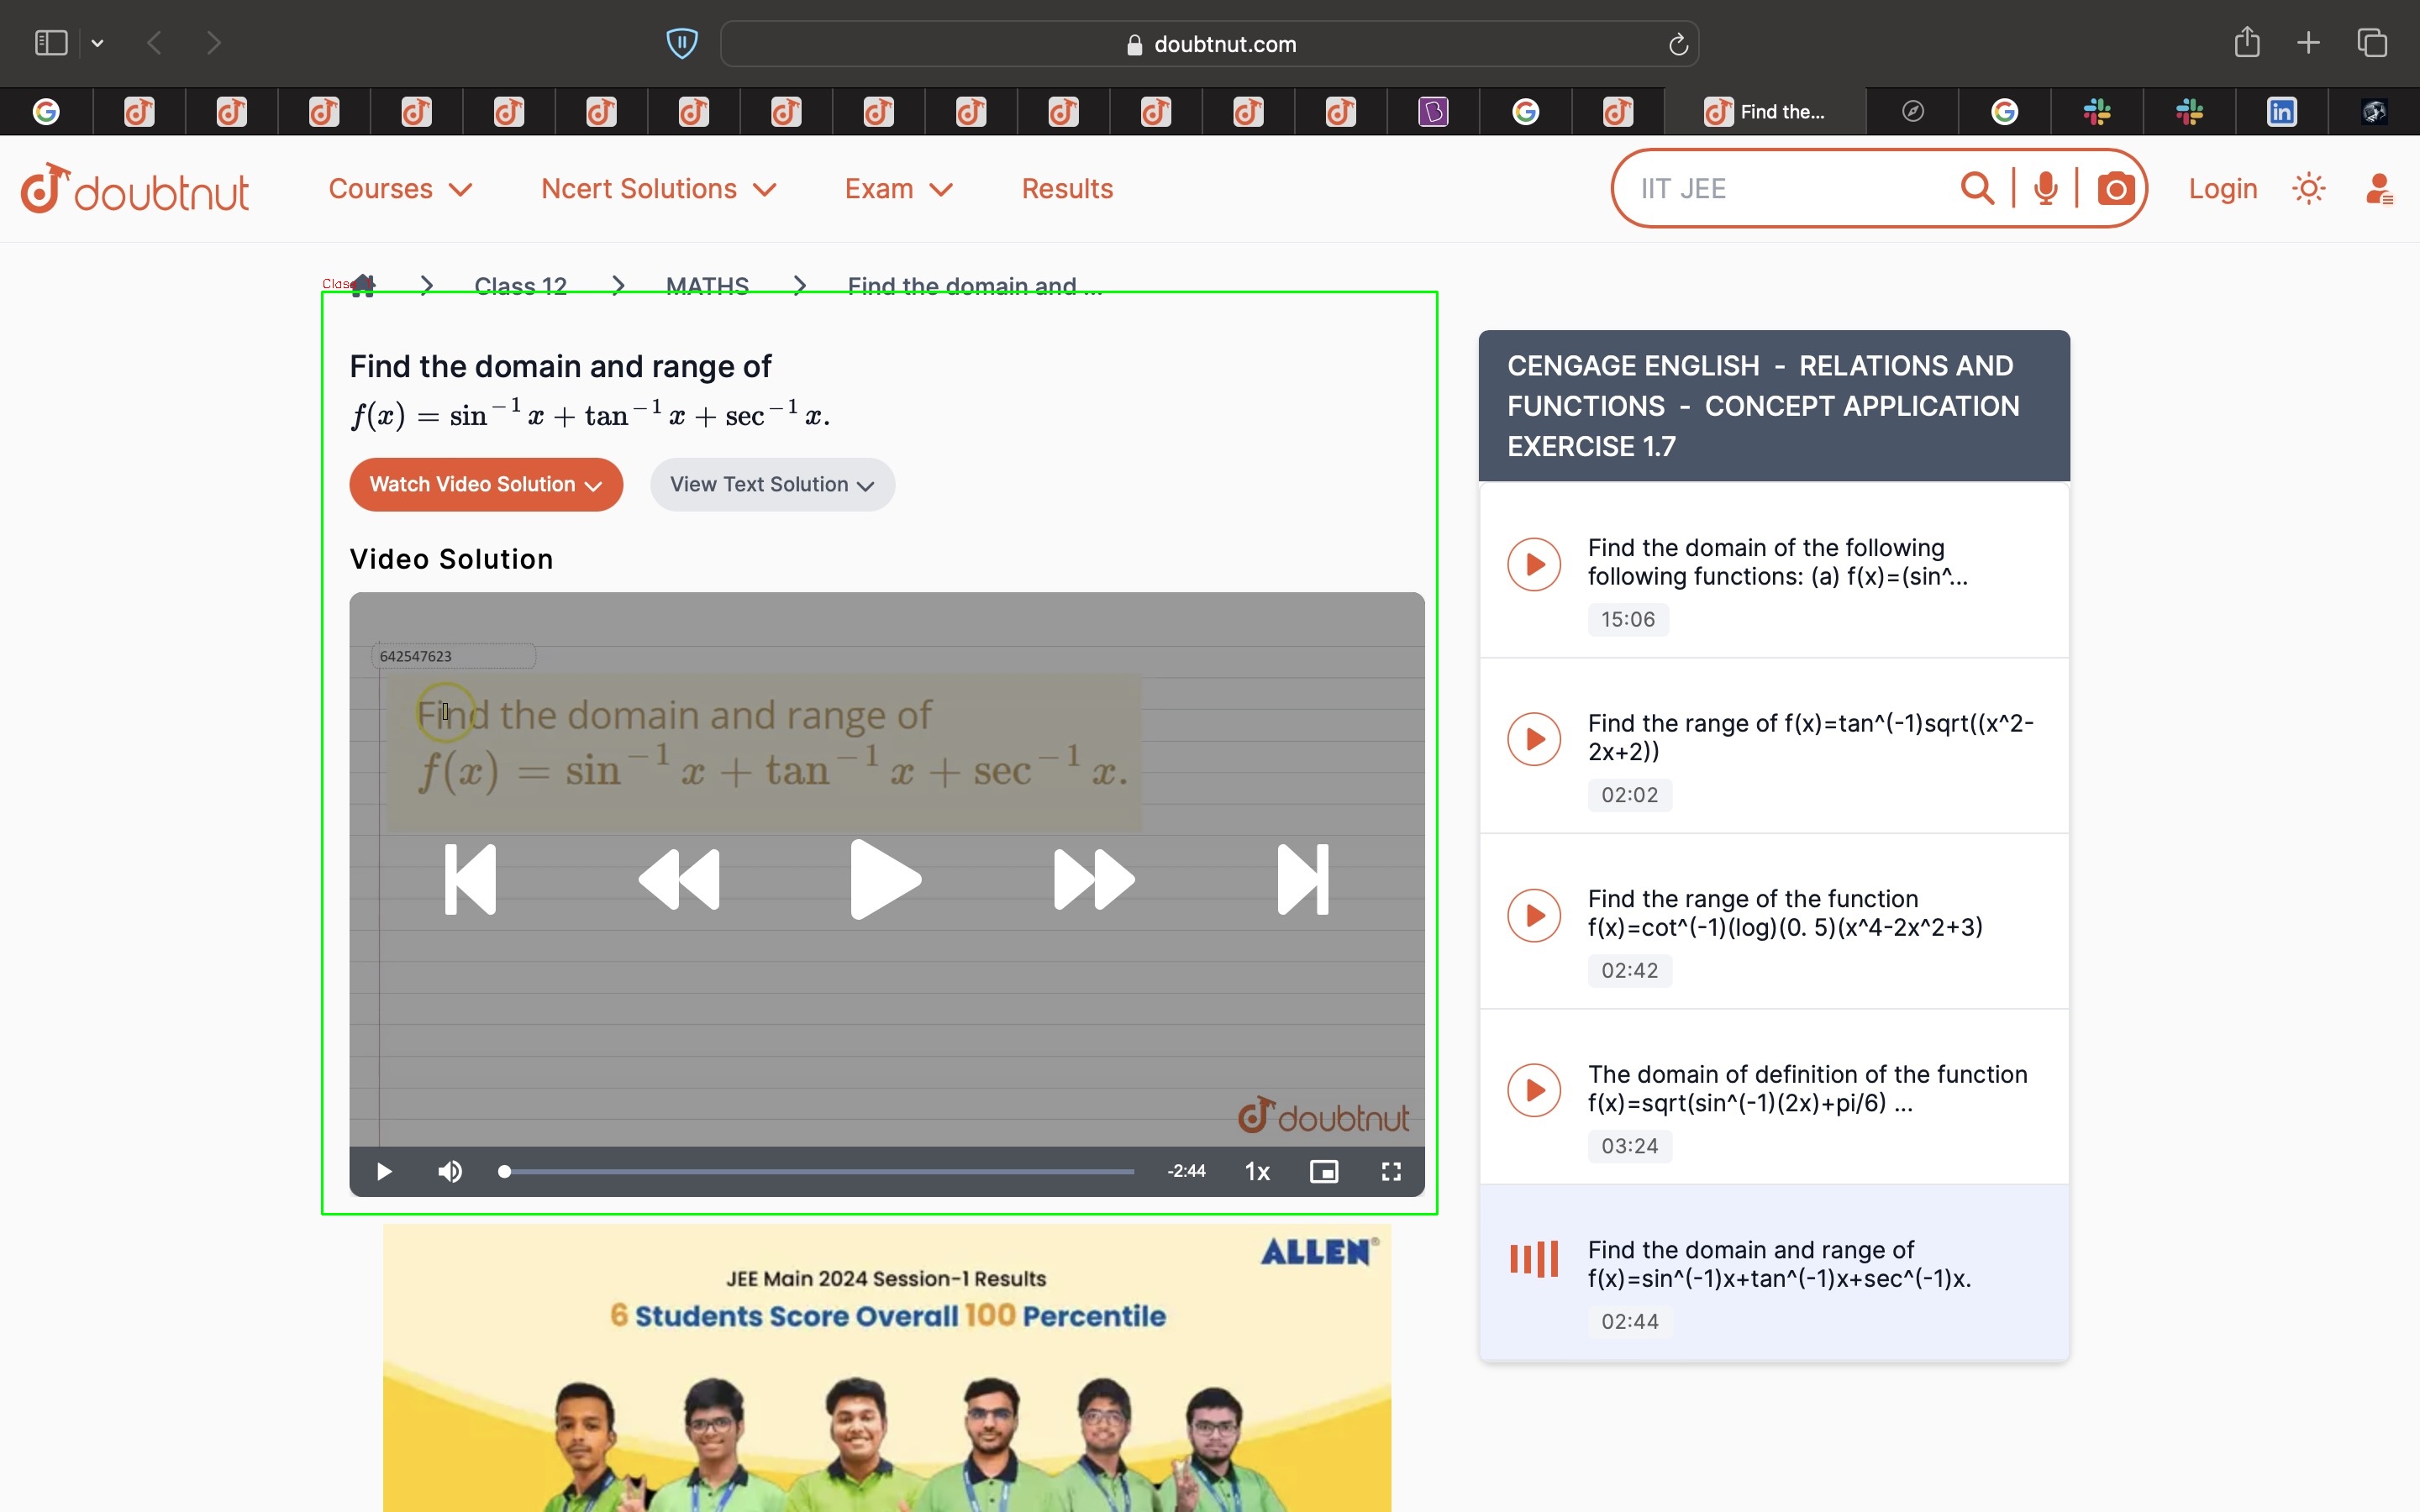 doubtnut.com
Find the...
doubtnut
Courses
Ncert Solutions
Exam
Results
IIT JEE
Login
Class 12
MATHS
Find the domain and ...
Find the domain and range of
f(x) = sin⁻¹ x + tan⁻¹ x + sec⁻¹ x.
Watch Video Solution
View Text Solution
Video Solution
642547623
Find the domain and range of
f(x) = sin⁻¹ x + tan⁻¹ x + sec⁻¹ x.
doubtnut
-2:44
1x
ALLEN®
JEE Main 2024 Session-1 Results
6 Students Score Overall 100 Percentile
CENGAGE ENGLISH - RELATIONS AND
FUNCTIONS - CONCEPT APPLICATION
EXERCISE 1.7
Find the domain of the following
following functions: (a) f(x)=(sin^...
15:06
Find the range of f(x)=tan^(-1)sqrt((x^2-
2x+2))
02:02
Find the range of the function
f(x)=cot^(-1)(log)(0. 5)(x^4-2x^2+3)
02:42
The domain of definition of the function
f(x)=sqrt(sin^(-1)(2x)+pi/6) ...
03:24
Find the domain and range of
f(x)=sin^(-1)x+tan^(-1)x+sec^(-1)x.
02:44